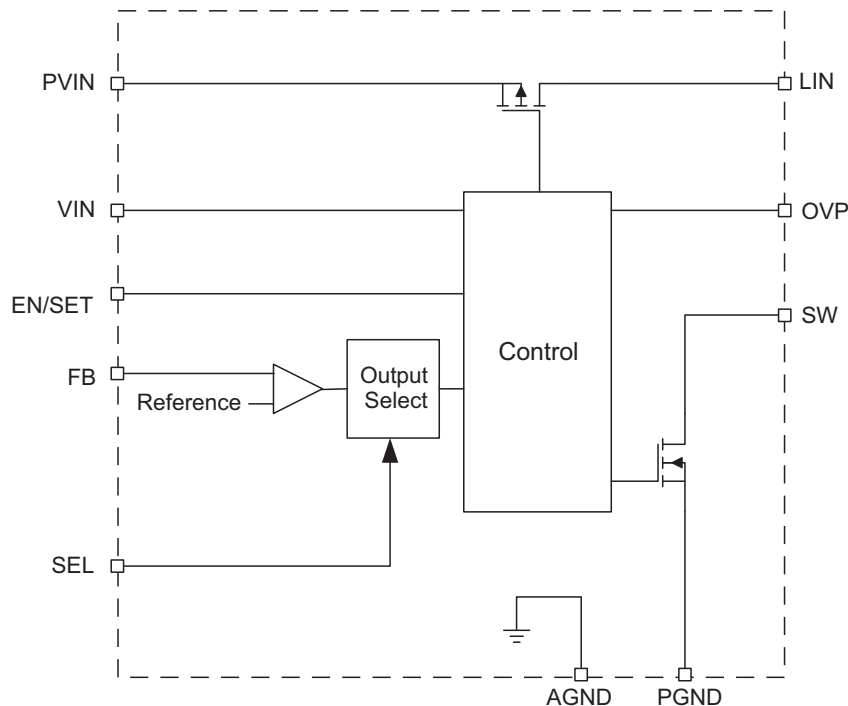 PVIN
LIN
VIN
OVP
EN/SET
SW
FB
Reference
Output
Select
Control
SEL
AGND
PGND